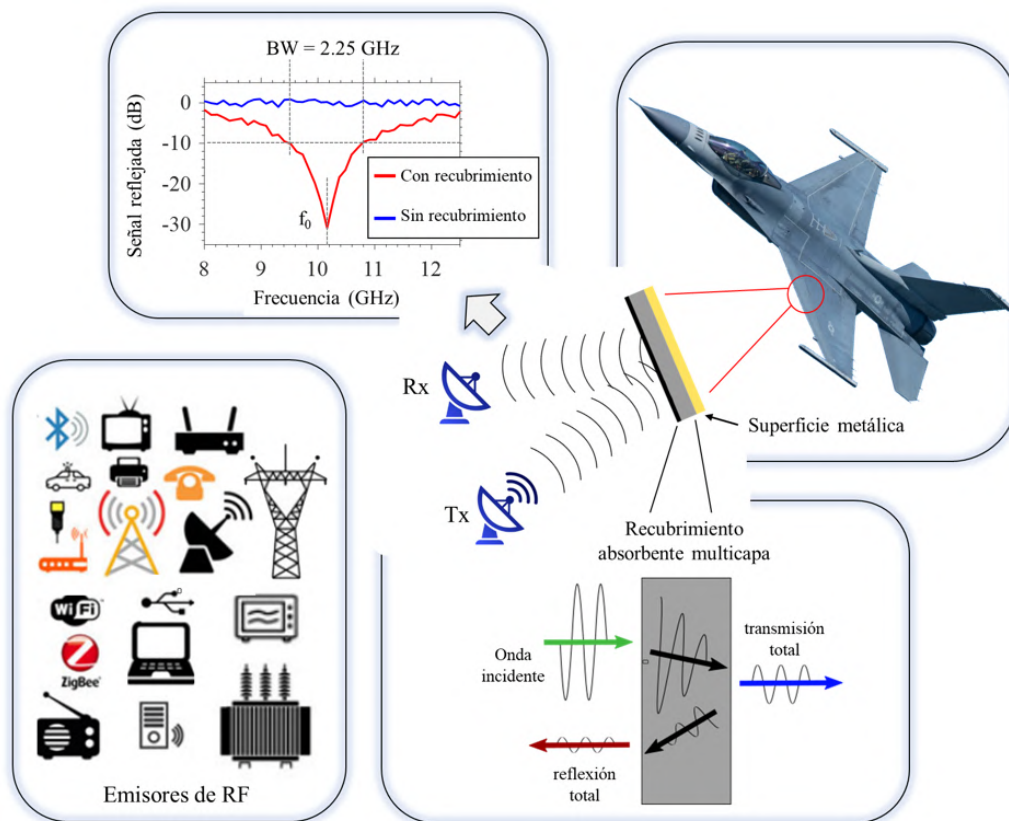 BW = 2.25 GHz
Señal reflejada (dB)
0
-10
-20
-30
f0
Con recubrimiento
Sin recubrimiento
8
9
10
11
12
Frecuencia (GHz)
Rx
Tx
Superficie metálica
Recubrimiento
absorbente multicapa
Wi Fi
ZigBee
Emisores de RF
Onda
incidente
transmisión
total
reflexión
total